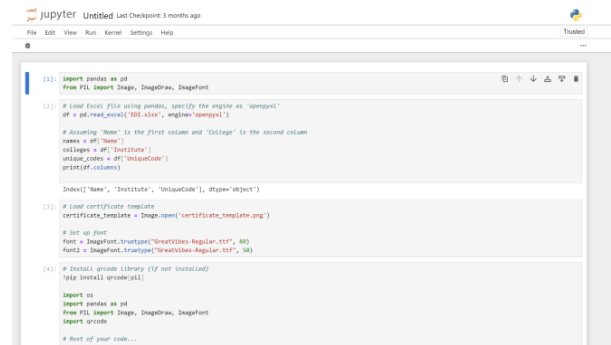 jupyter Untitled Last Checkpoint: 3 months ago
File Edit View Run Kernel Settings Help
Trusted
[1]: import pandas as pd
from PIL import Image, ImageDraw, ImageFont
[2]: # Load Excel file using pandas, specify the engine as 'openpyxl'
df = pd.read_excel('EDI.xlsx', engine='openpyxl')
# Assuming 'Name' is the first column and 'College' is the second column
names = df['Name']
colleges = df['Institute']
unique_codes = df['UniqueCode']
print(df.columns)
Index(['Name', 'Institute', 'UniqueCode'], dtype='object')
[3]: # Load certificate template
certificate_template = Image.open('certificate_template.png')
# Set up font
font = ImageFont.truetype("GreatVibes-Regular.ttf", 80)
font2 = ImageFont.truetype("GreatVibes-Regular.ttf", 50)
[4]: # Install qrcode library (if not installed)
!pip install qrcode[pil]
import os
import pandas as pd
from PIL import Image, ImageDraw, ImageFont
import qrcode
# Rest of your code...